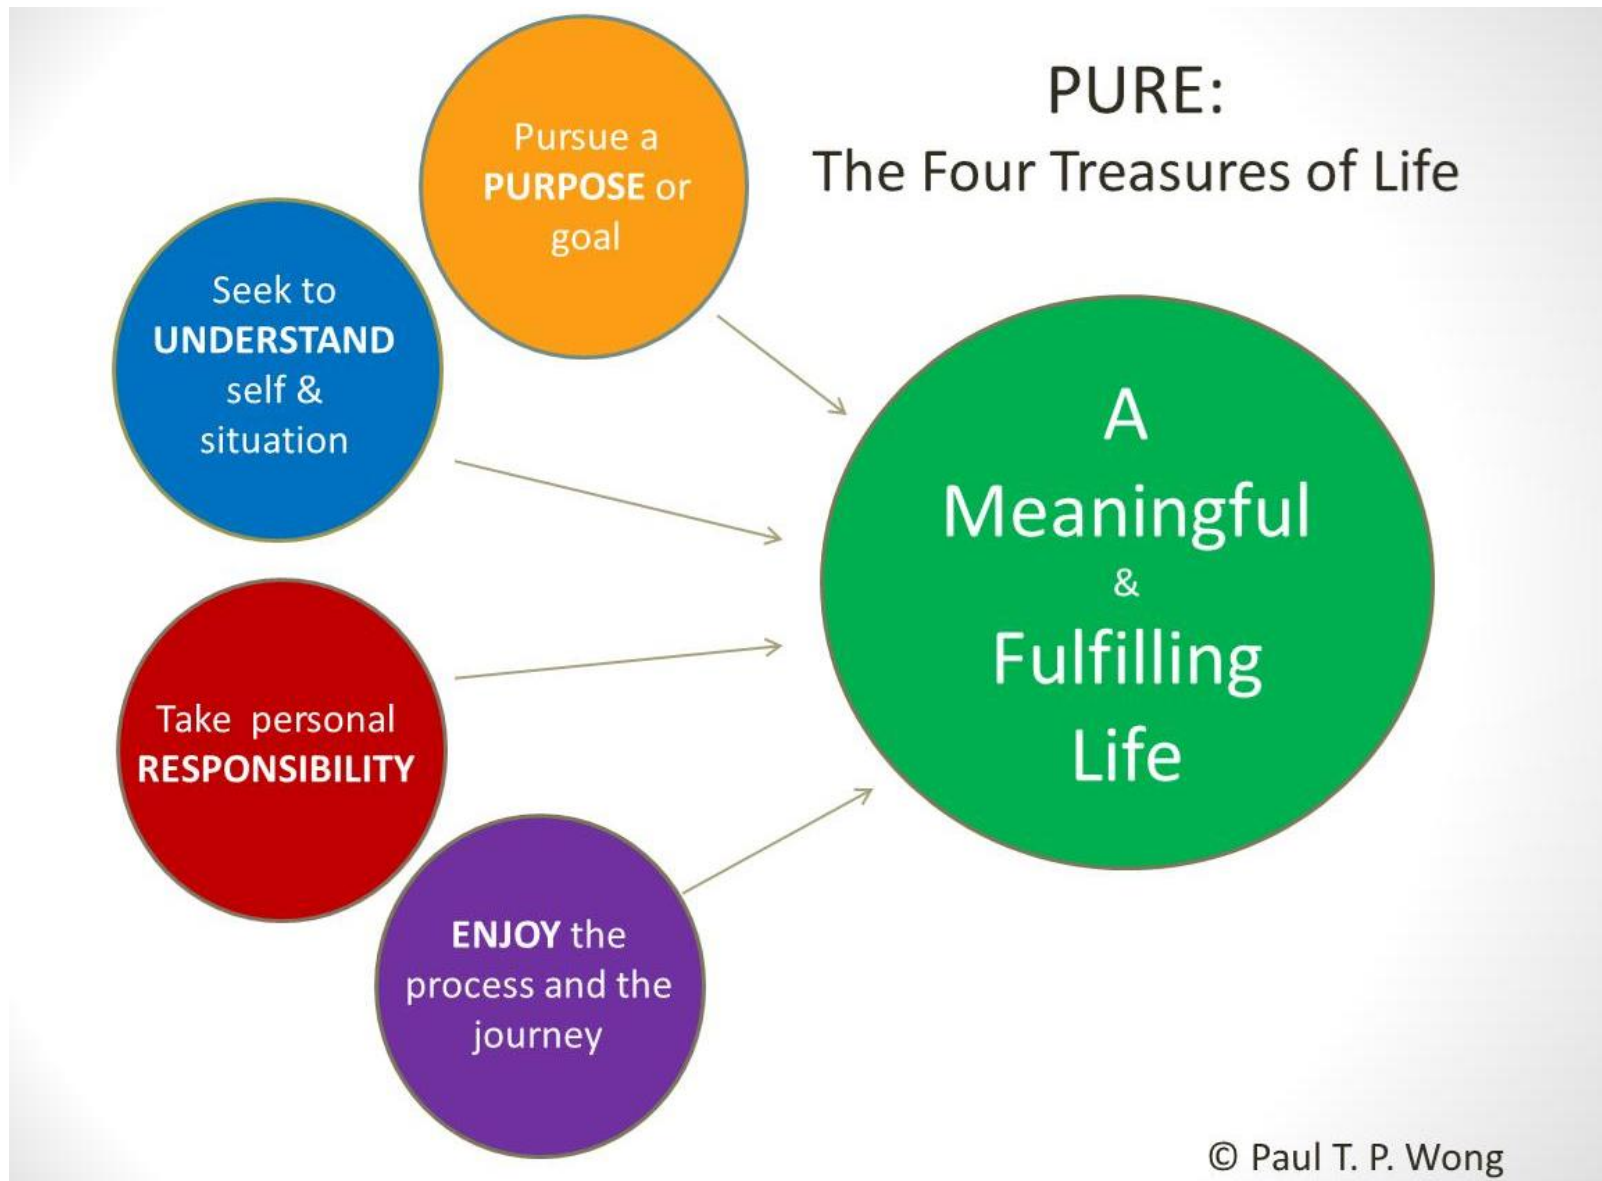 PURE:
The Four Treasures of Life
Pursue a
PURPOSE or
goal
Seek to
UNDERSTAND
self &
situation
Take personal
RESPONSIBILITY
ENJOY the
process and the
journey
A
Meaningful
&
Fulfilling
Life
© Paul T. P. Wong